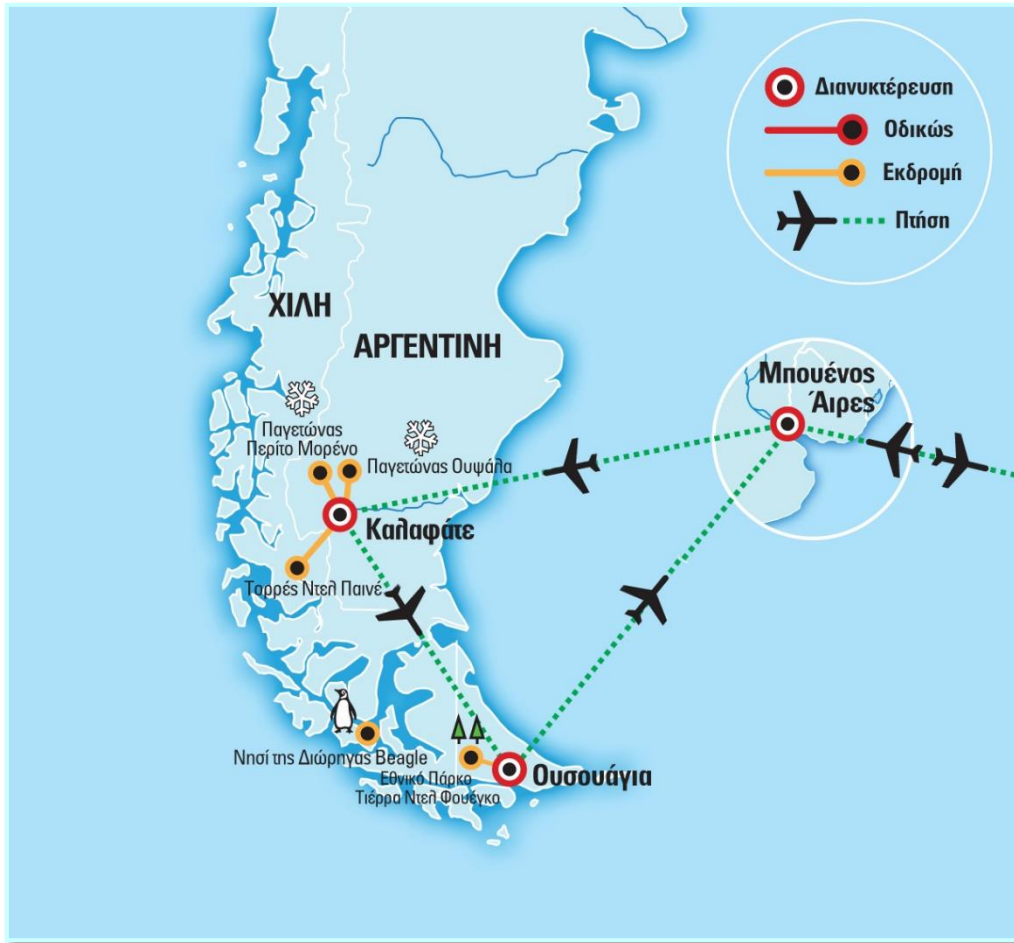 Διανυκτέρευση
Οδικώς
Εκδρομή
Πτήση
ΧΙΛΗ
ΑΡΓΕΝΤΙΝΗ
Μπουένος
Άιρες
Παγετώνας
Περίτο Μορένο
Παγετώνας Ουψάλα
Καλαφάτε
Τορρές Ντελ Παινέ
Νησί της Διώρηγας Beagle
Εθνικό Πάρκο
Τιέρρα Ντελ Φουέγκο
Ουσουάγια